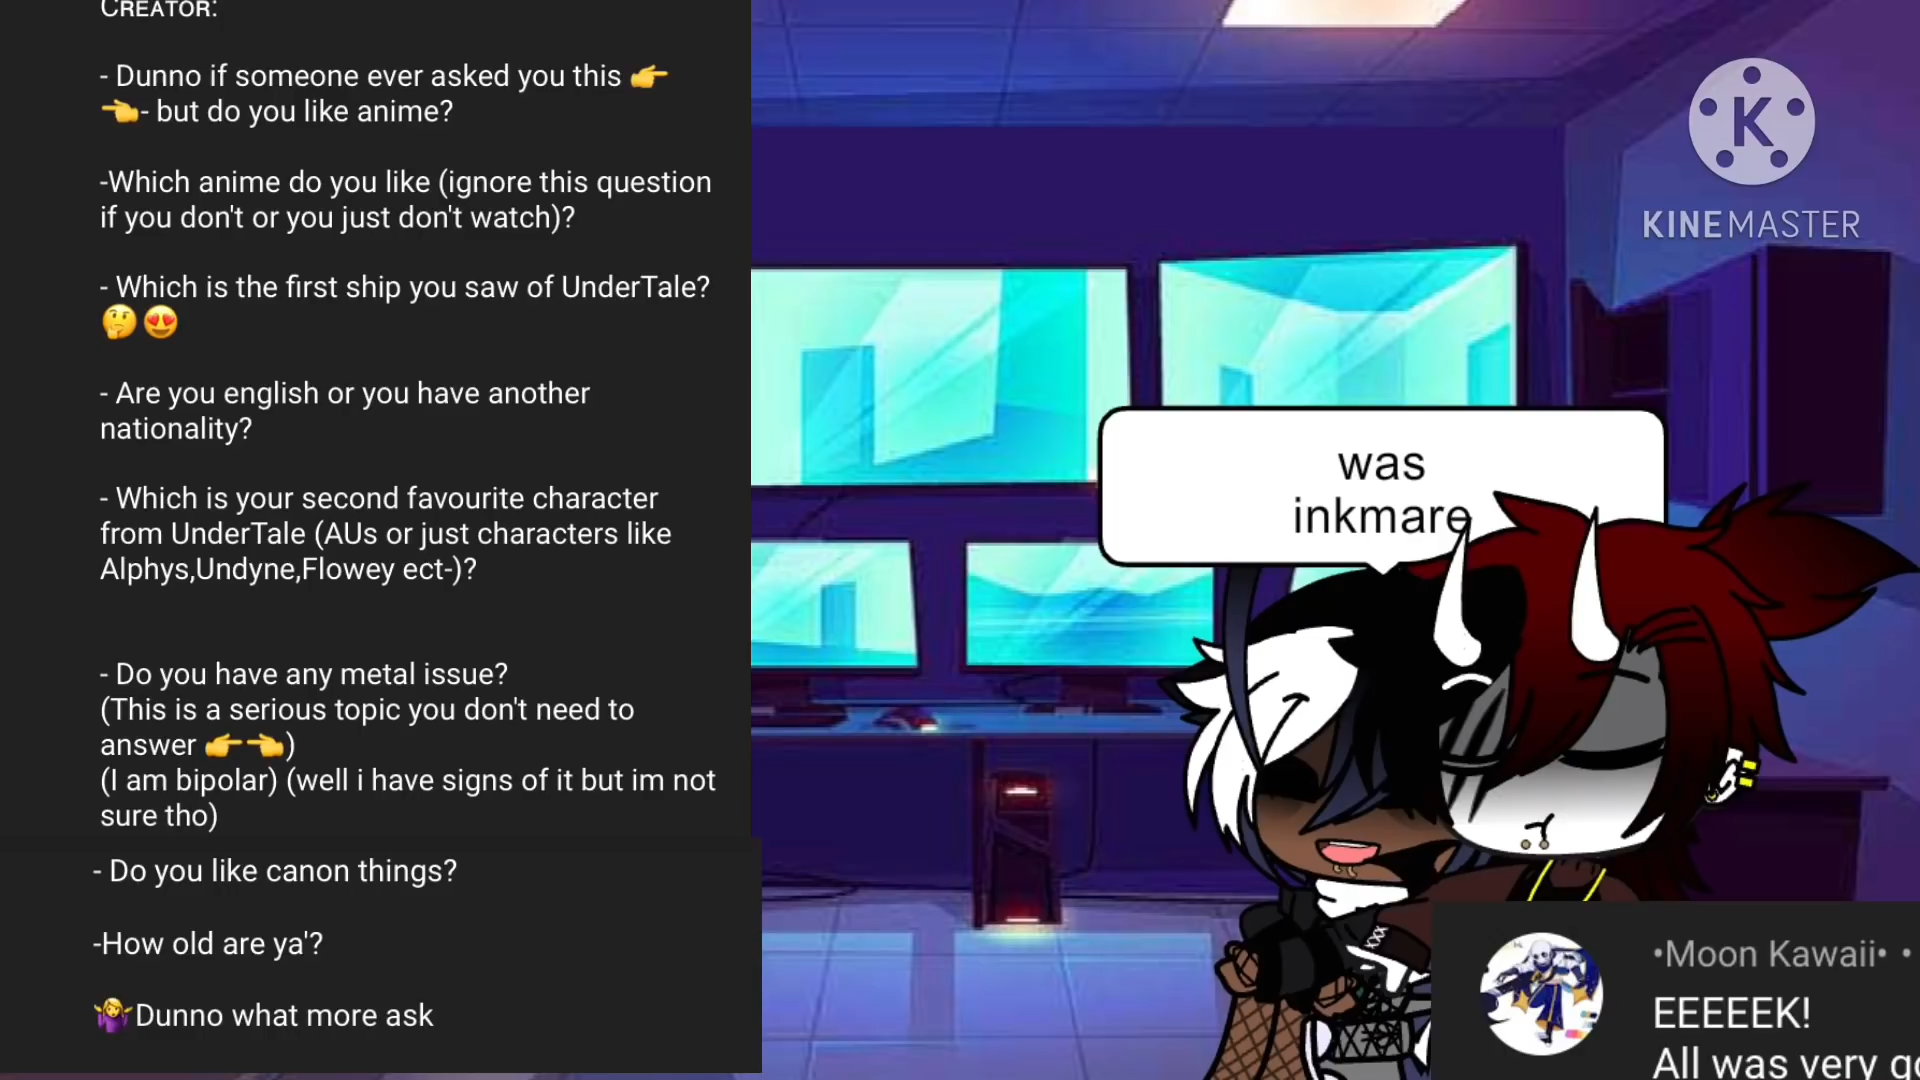 CREATOR:
- Dunno if someone ever asked you this 👉
👈- but do you like anime?
-Which anime do you like (ignore this question
if you don't or you just don't watch)?
- Which is the first ship you saw of UnderTale?
🤔😍
- Are you english or you have another
nationality?
- Which is your second favourite character
from UnderTale (AUs or just characters like
Alphys,Undyne,Flowey ect-)?
- Do you have any metal issue?
(This is a serious topic you don't need to
answer 👉👈)
(I am bipolar) (well i have signs of it but im not
sure tho)
- Do you like canon things?
-How old are ya'?
🤷‍♀️Dunno what more ask
K
KINEMASTER
was
inkmare
•Moon Kawaii• •
EEEEEK!
All was very